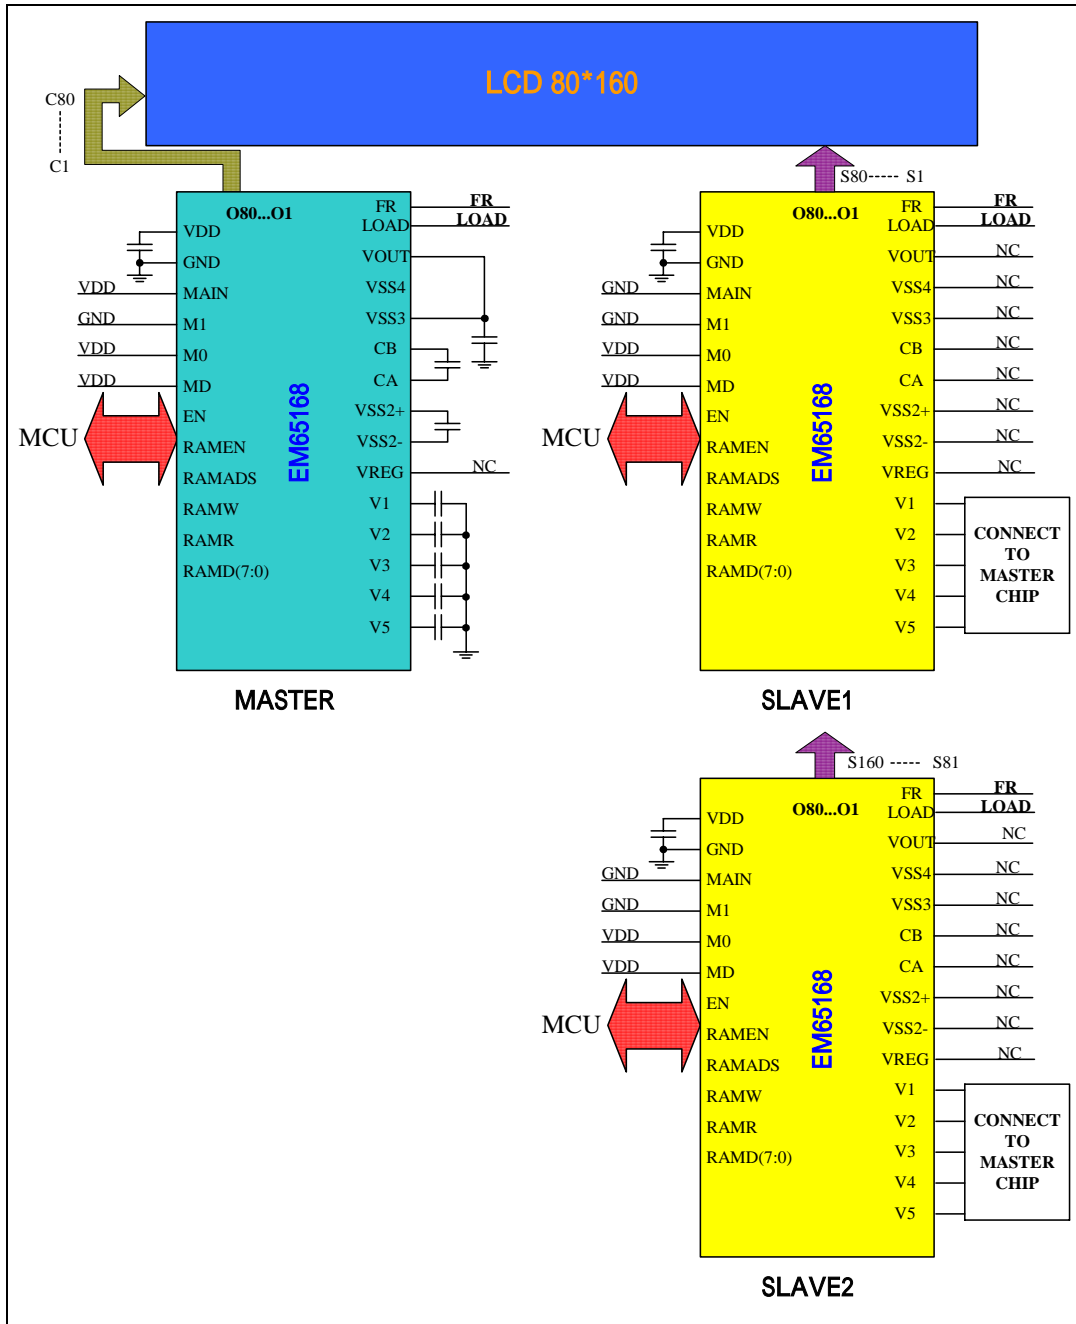 LCD 80*160
C80
C1
S80----- S1
O80...O1
FR
FR
LOAD
LOAD
VDD
GND
VDD
MAIN
GND
M1
VDD
M0
VDD
MD
MCU
EN
RAMEN
RAMADS
RAMW
RAMR
RAMD(7:0)
EM65168
VOUT
VSS4
VSS3
CB
CA
VSS2+
VSS2-
VREG
NC
V1
V2
V3
V4
V5
MASTER
O80...O1
FR
FR
LOAD
LOAD
VDD
GND
GND
MAIN
GND
M1
VDD
M0
VDD
MD
MCU
EN
RAMEN
RAMADS
RAMW
RAMR
RAMD(7:0)
EM65168
VOUT
NC
VSS4
NC
VSS3
NC
CB
NC
CA
NC
VSS2+
NC
VSS2-
NC
VREG
NC
V1
V2
V3
V4
V5
CONNECT
TO
MASTER
CHIP
SLAVE1
S160 ----- S81
O80...O1
FR
FR
LOAD
LOAD
VDD
GND
GND
MAIN
GND
M1
VDD
M0
VDD
MD
MCU
EN
RAMEN
RAMADS
RAMW
RAMR
RAMD(7:0)
EM65168
VOUT
NC
VSS4
NC
VSS3
NC
CB
NC
CA
NC
VSS2+
NC
VSS2-
NC
VREG
NC
V1
V2
V3
V4
V5
CONNECT
TO
MASTER
CHIP
SLAVE2